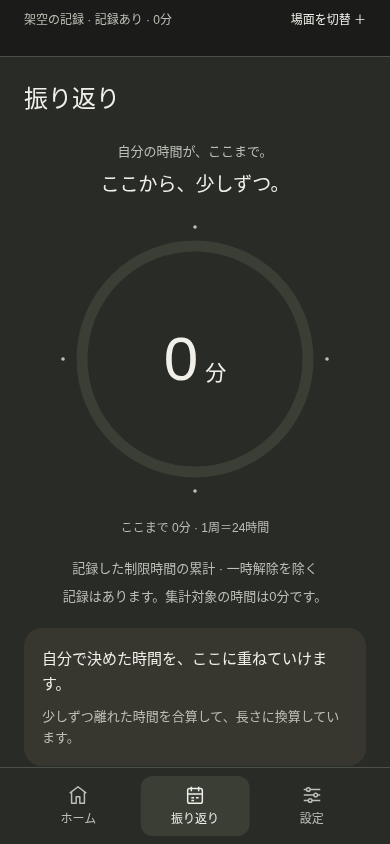 架空の記録 · 記録あり · 0分
場面を切替 ＋
振り返り
自分の時間が、ここまで。
ここから、少しずつ。
0 分
ここまで 0分 · 1周＝24時間
記録した制限時間の累計 · 一時解除を除く
記録はあります。集計対象の時間は0分です。
自分で決めた時間を、ここに重ねていけま
す。
少しずつ離れた時間を合算して、長さに換算してい
ます。
ホーム
振り返り
設定